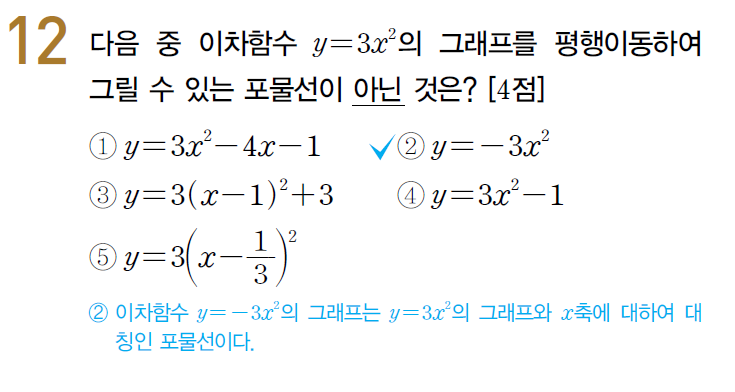 12 다음 중 이차함수 y=3x²의 그래프를 평행이동하여
그릴 수 있는 포물선이 아닌 것은? [4점]
① y=3x²-4x-1 ✓② y=-3x²
③ y=3(x-1)²+3 ④ y=3x²-1
⑤ y=3(x-1/3)²
② 이차함수 y=-3x²의 그래프는 y=3x²의 그래프와 x축에 대하여 대
칭인 포물선이다.